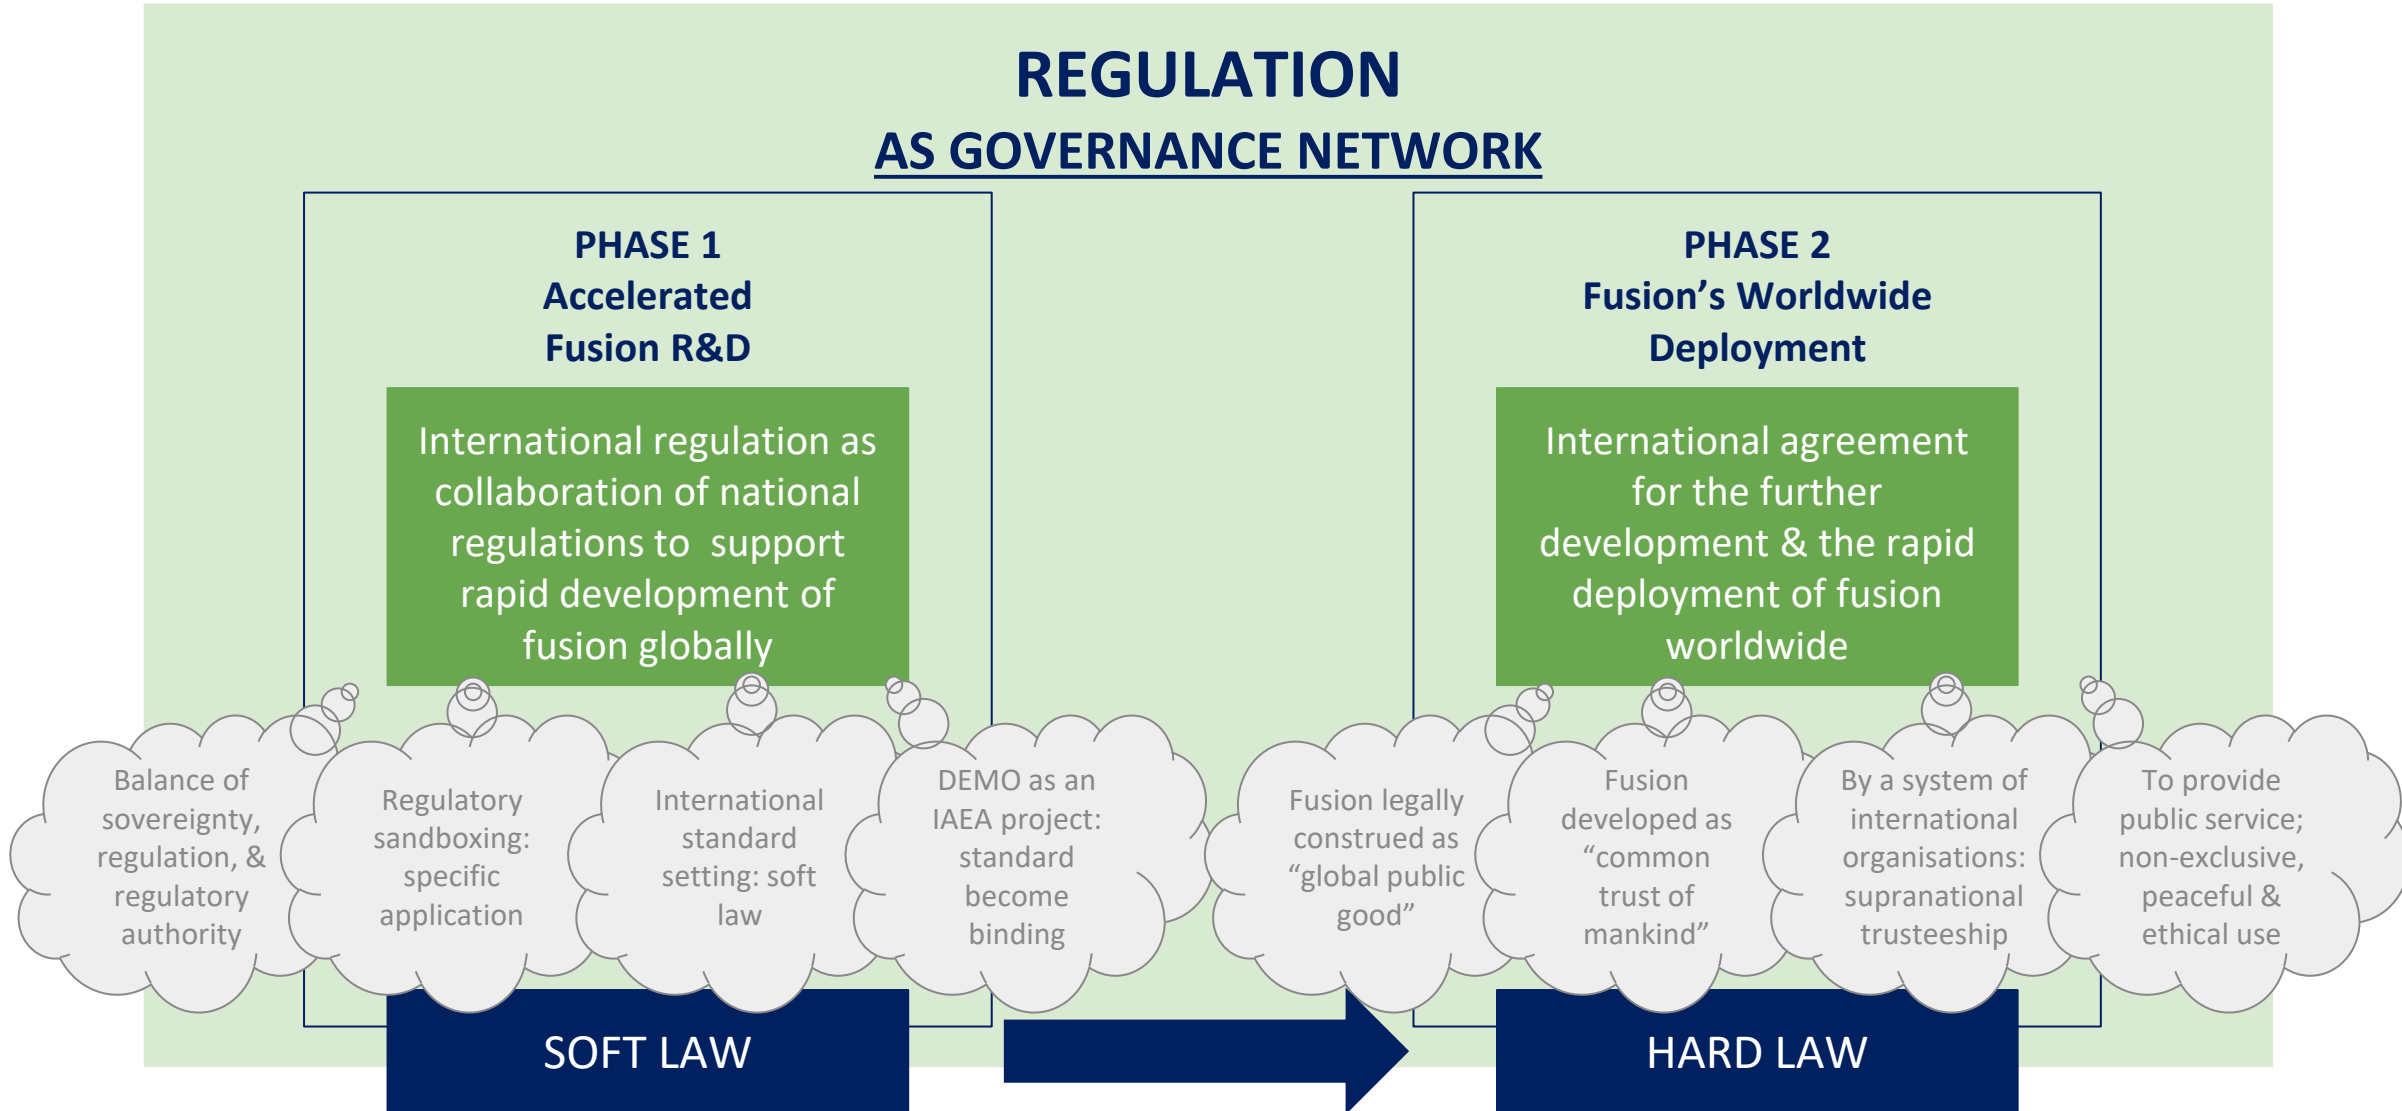 REGULATION
AS GOVERNANCE NETWORK
PHASE 1
Accelerated
Fusion R&D
International regulation as
collaboration of national
regulations to  support
rapid development of
fusion globally
PHASE 2
Fusion’s Worldwide
Deployment
International agreement
for the further
development & the rapid
deployment of fusion
worldwide
Balance of
sovereignty,
regulation, &
regulatory
authority
Regulatory
sandboxing:
specific
application
International
standard
setting: soft
law
DEMO as an
IAEA project:
standard
become
binding
Fusion legally
construed as
“global public
good”
Fusion
developed as
“common
trust of
mankind”
By a system of
international
organisations:
supranational
trusteeship
To provide
public service;
non-exclusive,
peaceful &
ethical use
SOFT LAW
HARD LAW